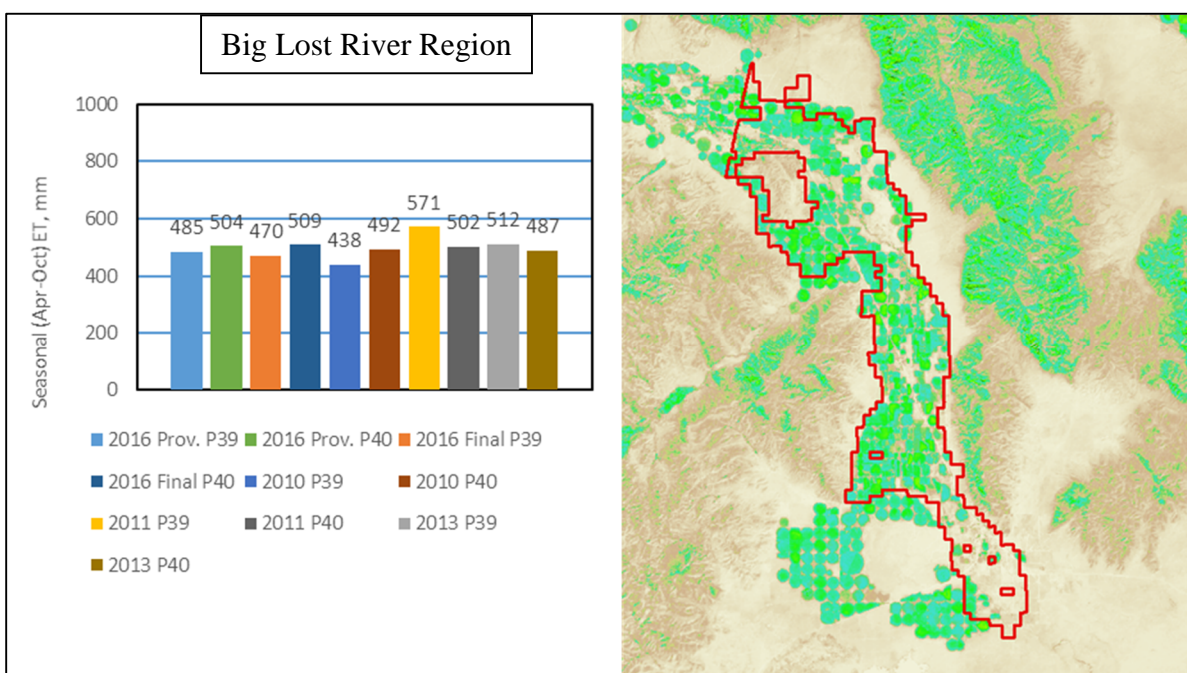 Big Lost River Region
1000
800
600
400
200
0
Seasonal (Apr-Oct) ET, mm
485
504
470
509
438
492
571
502
512
487
2016 Prov. P39
2016 Prov. P40
2016 Final P39
2016 Final P40
2010 P39
2010 P40
2011 P39
2011 P40
2013 P39
2013 P40